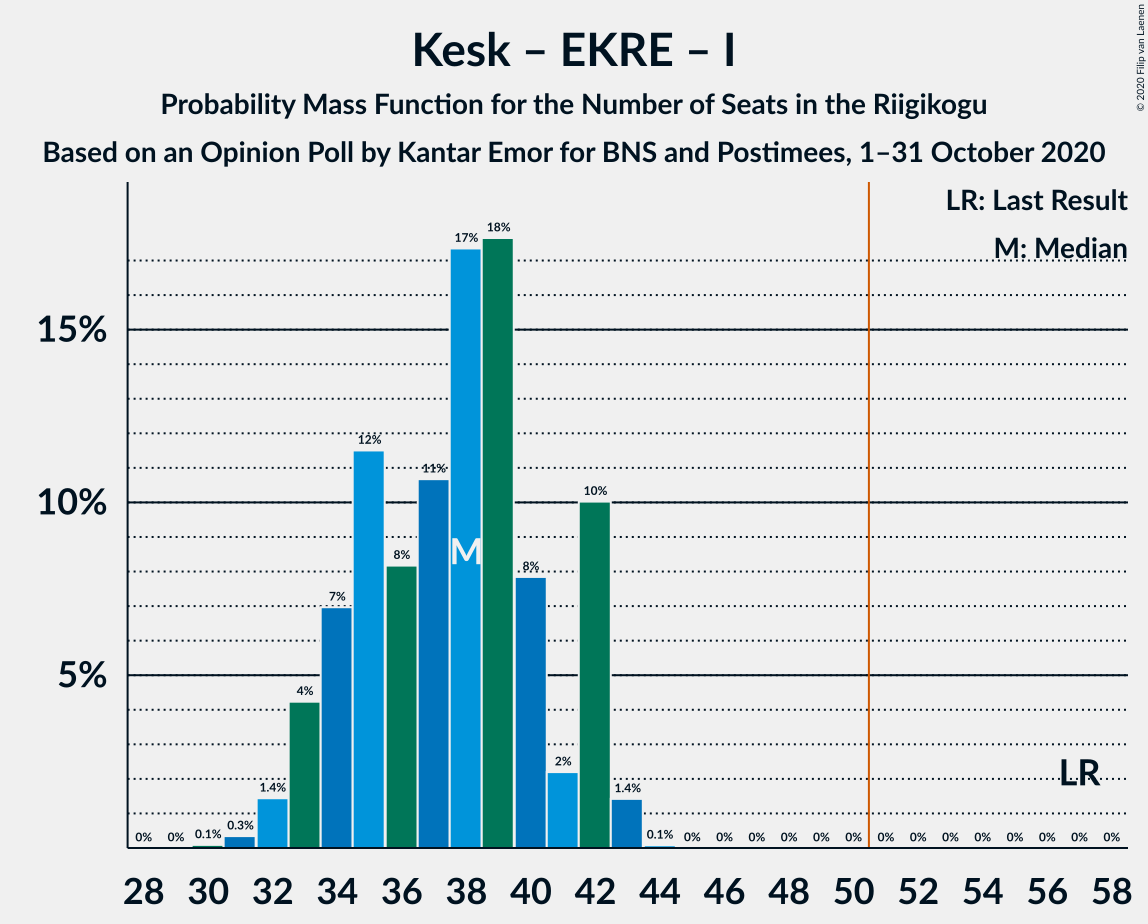 Kesk – EKRE – I
Probability Mass Function for the Number of Seats in the Riigikogu
Based on an Opinion Poll by Kantar Emor for BNS and Postimees, 1–31 October 2020
© 2020 Filip van Laenen
LR: Last Result
M: Median
15%
10%
5%
0% 0% 0.1% 0.3% 1.4% 4% 7% 12% 8% 11% 17% 18% 8% 2% 10% 1.4% 0.1% 0% 0% 0% 0% 0% 0% 0% 0% 0% 0% 0% 0% 0% 0%
M
LR
28 30 32 34 36 38 40 42 44 46 48 50 52 54 56 58